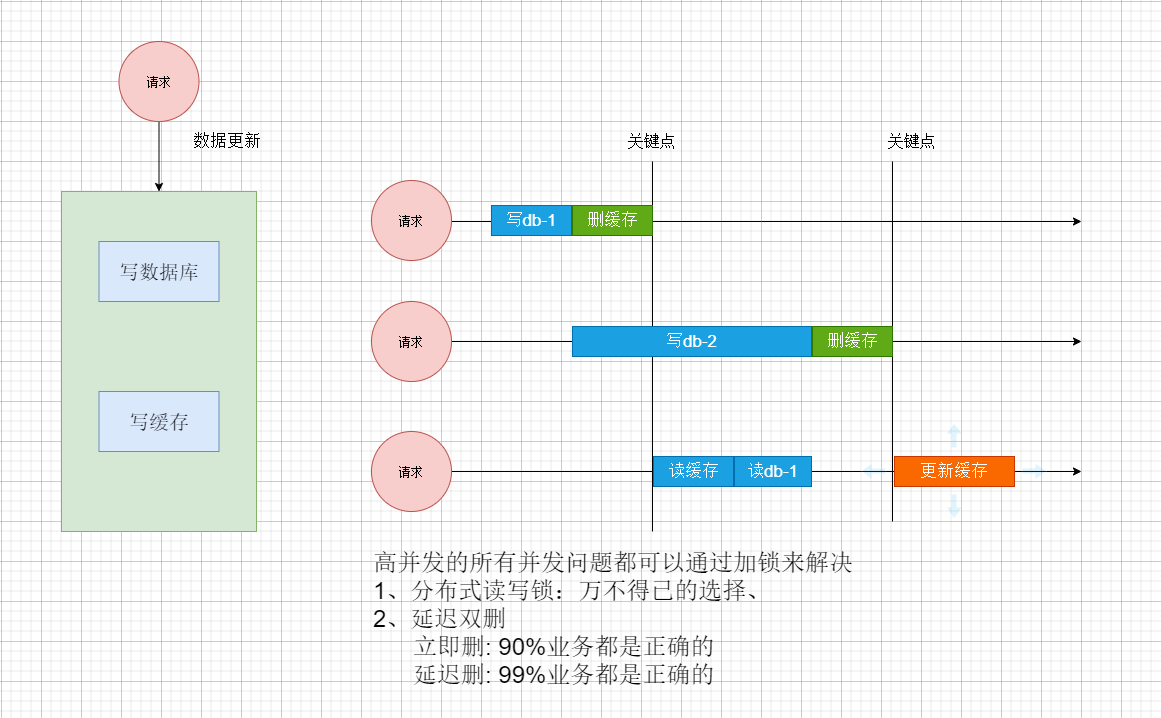 请求
数据更新
写数据库
写缓存
关键点
关键点
请求
写db-1
删缓存
请求
写db-2
删缓存
请求
读缓存
读db-1
更新缓存
高并发的所有并发问题都可以通过加锁来解决
1、分布式读写锁：万不得已的选择、
2、延迟双删
立即删: 90%业务都是正确的
延迟删: 99%业务都是正确的